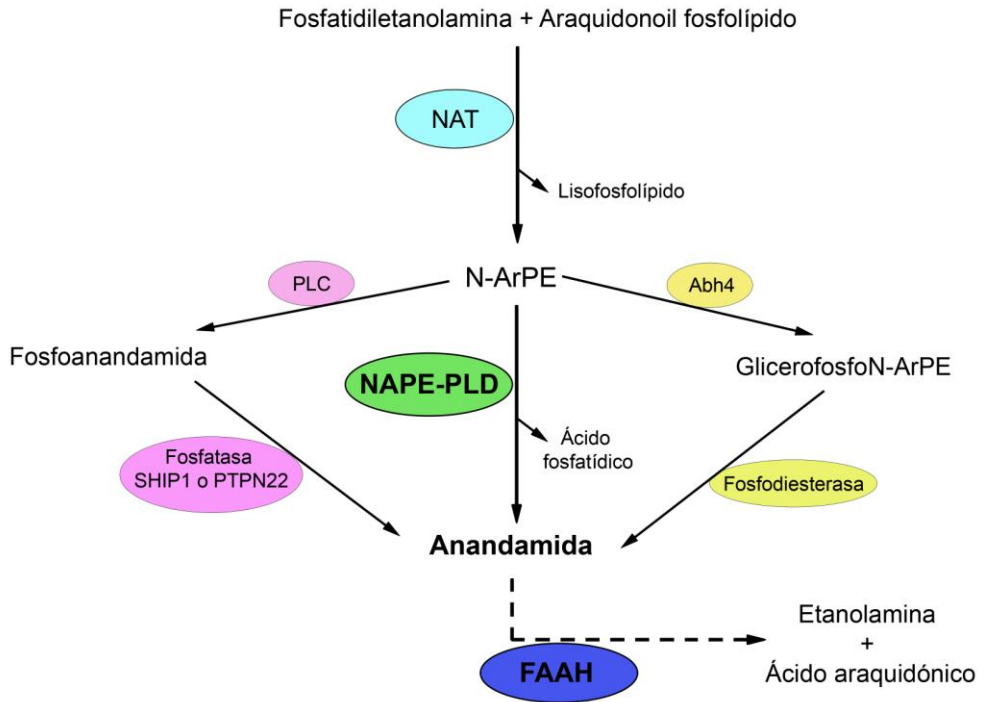 Fosfatidiletanolamina + Araquidonoil fosfolípido
NAT
Lisofosfolípido
N-ArPE
PLC
Abh4
Fosfoanandamida
GlicerofosfoN-ArPE
NAPE-PLD
Ácido
fosfatídico
Fosfatasa
SHIP1 o PTPN22
Fosfodiesterasa
Anandamida
Etanolamina
+
Ácido araquidónico
FAAH